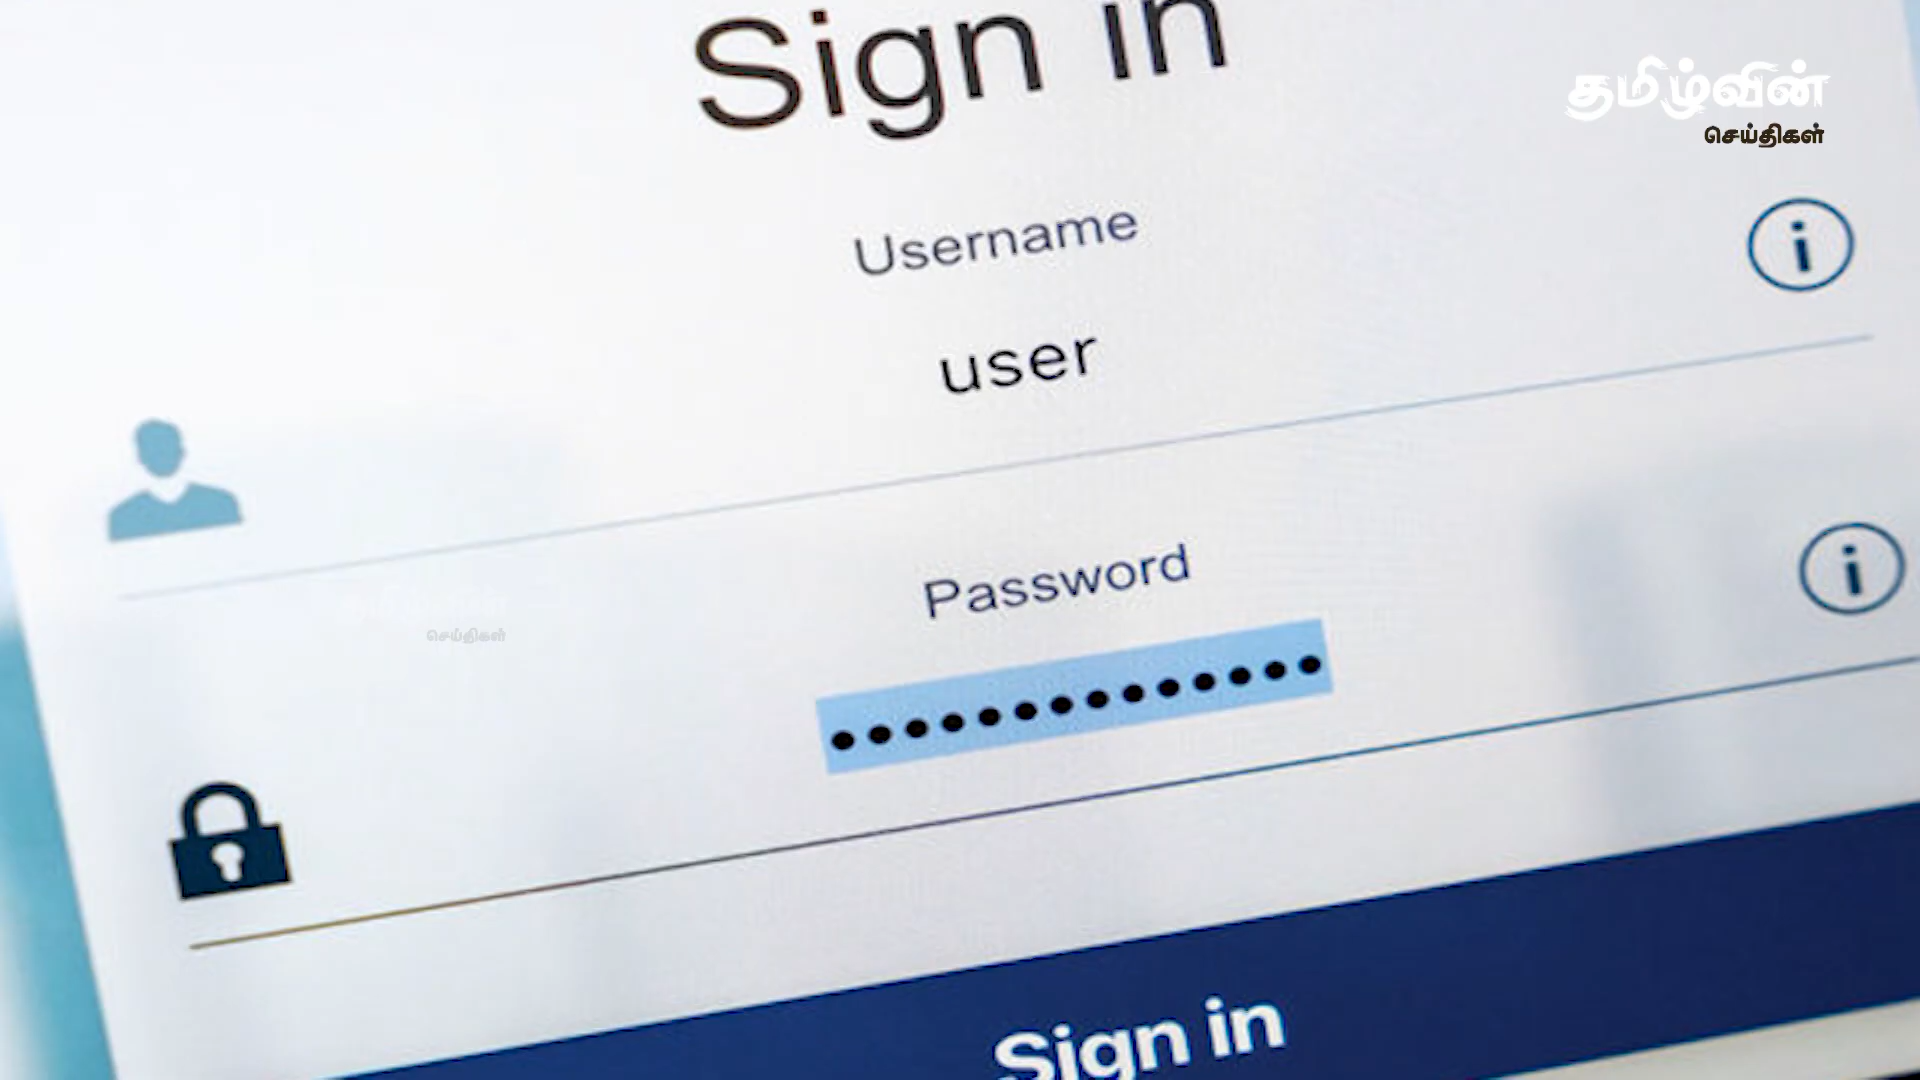 Sign in
தமிழ்வின்
செய்திகள்
Username
user
Password
செய்திகள்
••••••••••••••
Sign in